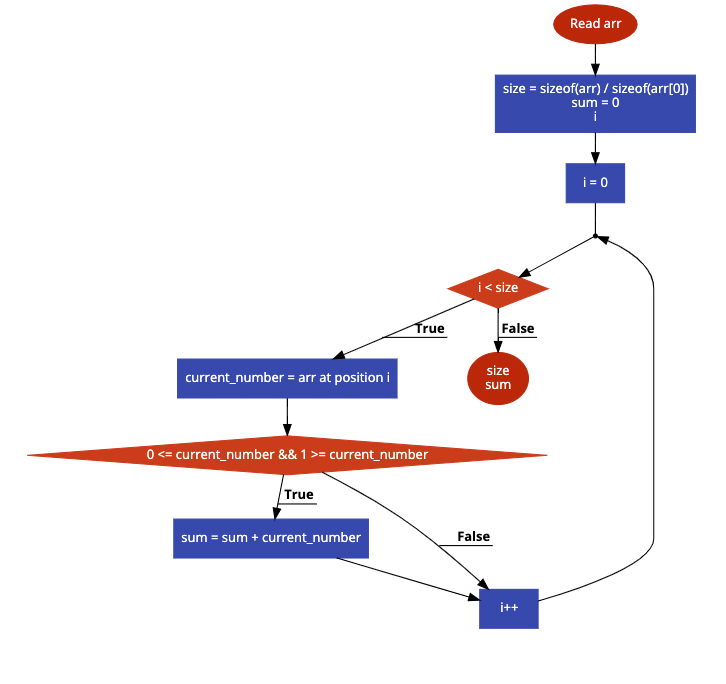 Read arr
size = sizeof(arr) / sizeof(arr[0])
sum = 0
i
i = 0
i < size
True
False
current_number = arr at position i
size
sum
0 <= current_number && 1 >= current_number
True
sum = sum + current_number
False
i++